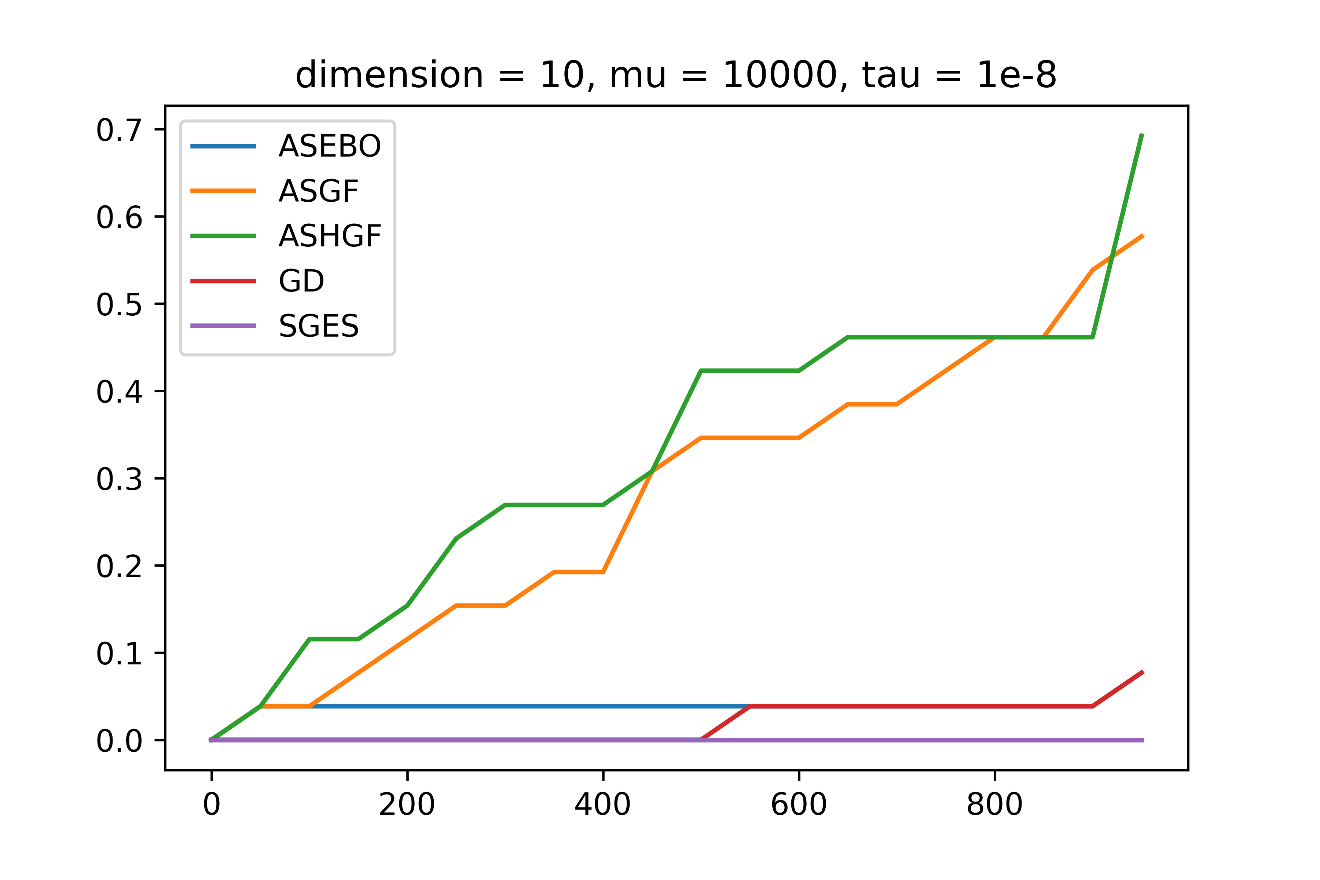 dimension = 10, mu = 10000, tau = 1e-8
0.7
0.6
0.5
0.4
0.3
0.2
0.1
0.0
ASEBO
ASGF
ASHGF
GD
SGES
0 200 400 600 800